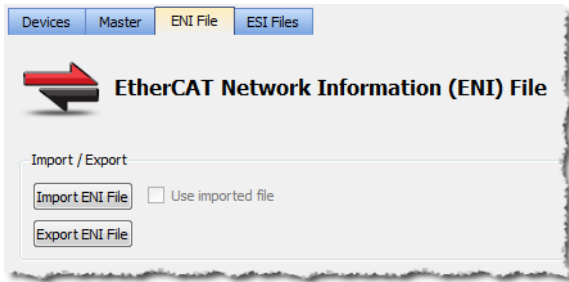 Devices Master ENI File ESI Files
EtherCAT Network Information (ENI) File
Import / Export
Import ENI File Use imported file
Export ENI File